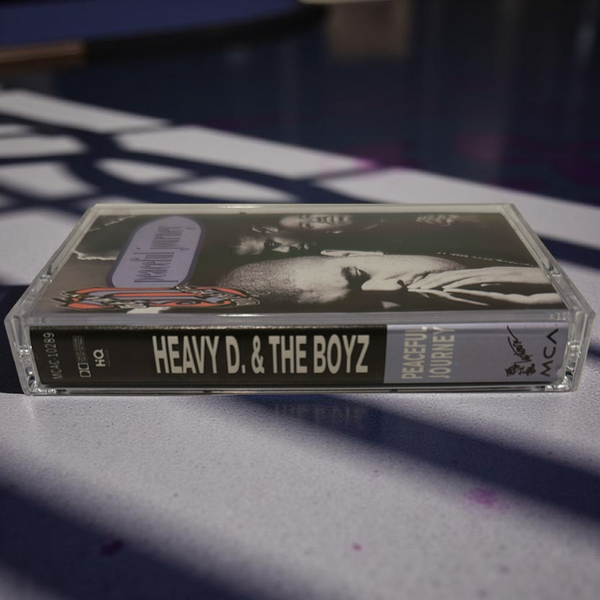 peaceful journey
MCAC 10289
HQ
HEAVY D. & THE BOYZ
PEACEFUL
JOURNEY
MCA